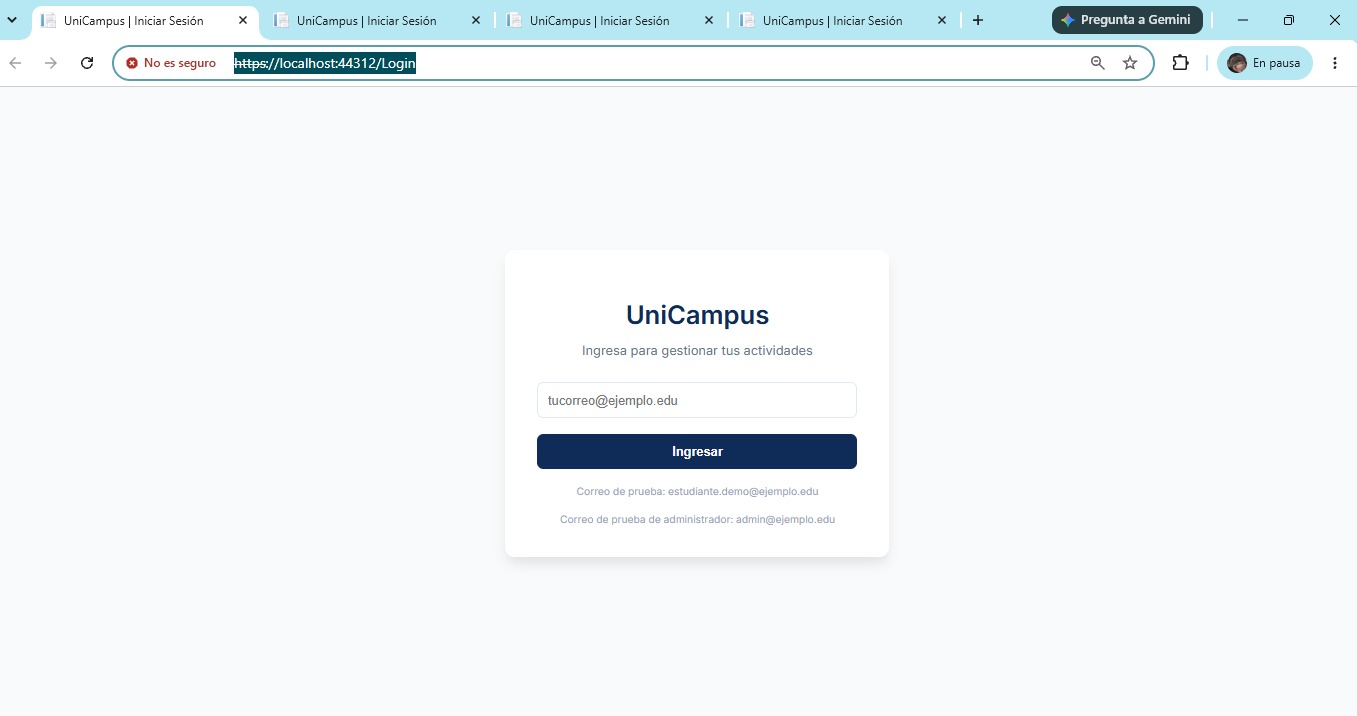 UniCampus | Iniciar Sesión
UniCampus | Iniciar Sesión
UniCampus | Iniciar Sesión
UniCampus | Iniciar Sesión
Pregunta a Gemini
No es seguro
https://localhost:44312/Login
En pausa
UniCampus
Ingresa para gestionar tus actividades
tucorreo@ejemplo.edu
Ingresar
Correo de prueba: estudiante.demo@ejemplo.edu
Correo de prueba de administrador: admin@ejemplo.edu